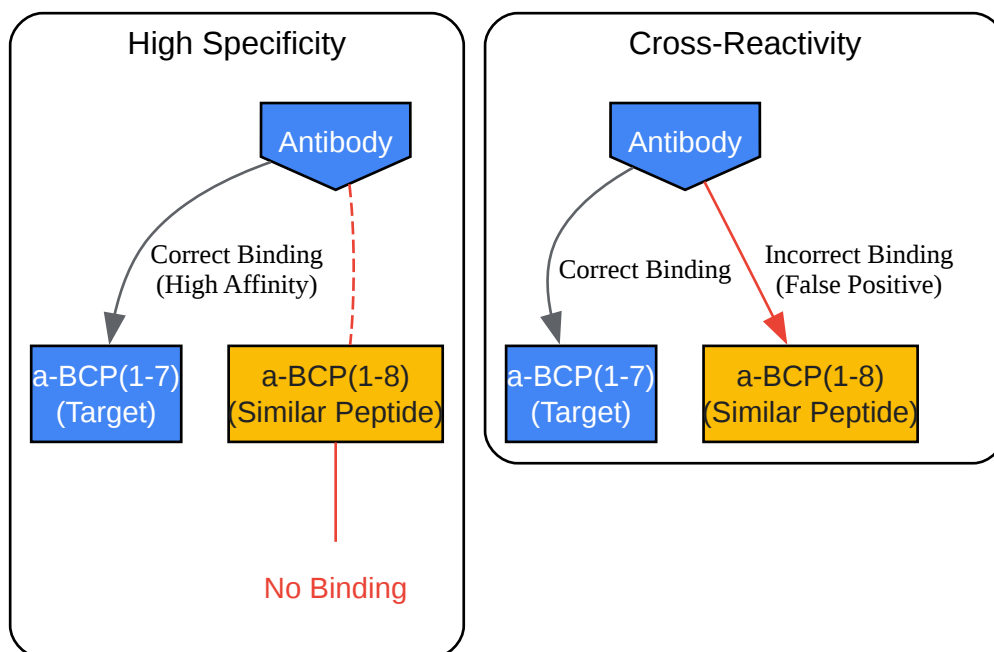 High Specificity
Antibody
Correct Binding
(High Affinity)
a-BCP(1-7)
(Target)
a-BCP(1-8)
(Similar Peptide)
No Binding
Cross-Reactivity
Antibody
Correct Binding
Incorrect Binding
(False Positive)
a-BCP(1-7)
(Target)
a-BCP(1-8)
(Similar Peptide)